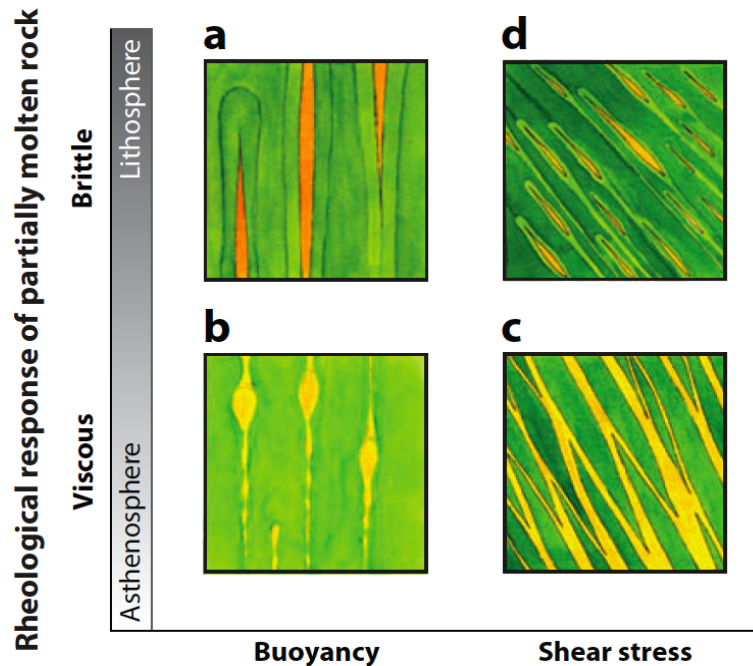 Rheological response of partially molten rock
Brittle
Viscous
Lithosphere
Asthenosphere
a
d
b
c
Buoyancy
Shear stress